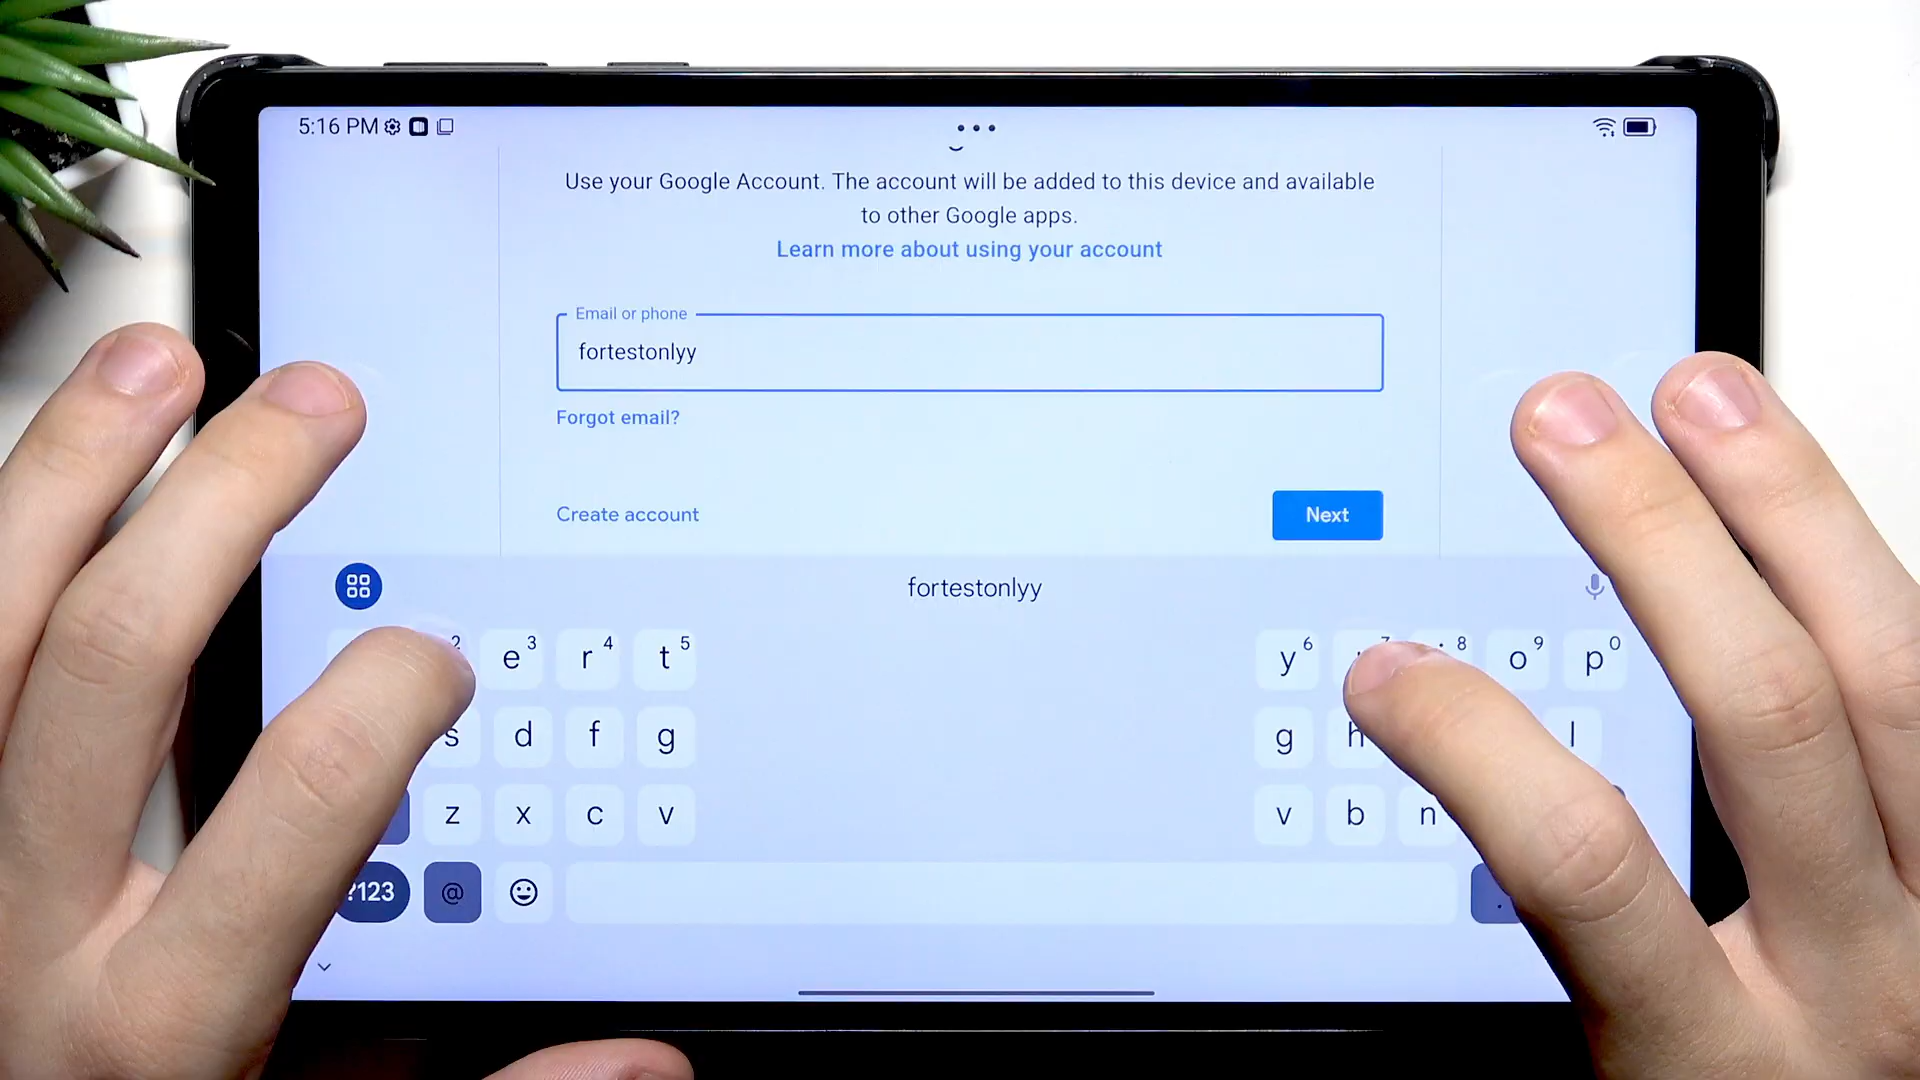 5:16 PM
Use your Google Account. The account will be added to this device and available
to other Google apps.
Learn more about using your account
Email or phone
fortestonlyy
Forgot email?
Create account
Next
fortestonlyy
2 e 3 r 4 t 5 y 6 7 8 o 9 p 0
s d f g g h l
z x c v v b n
?123 @ .